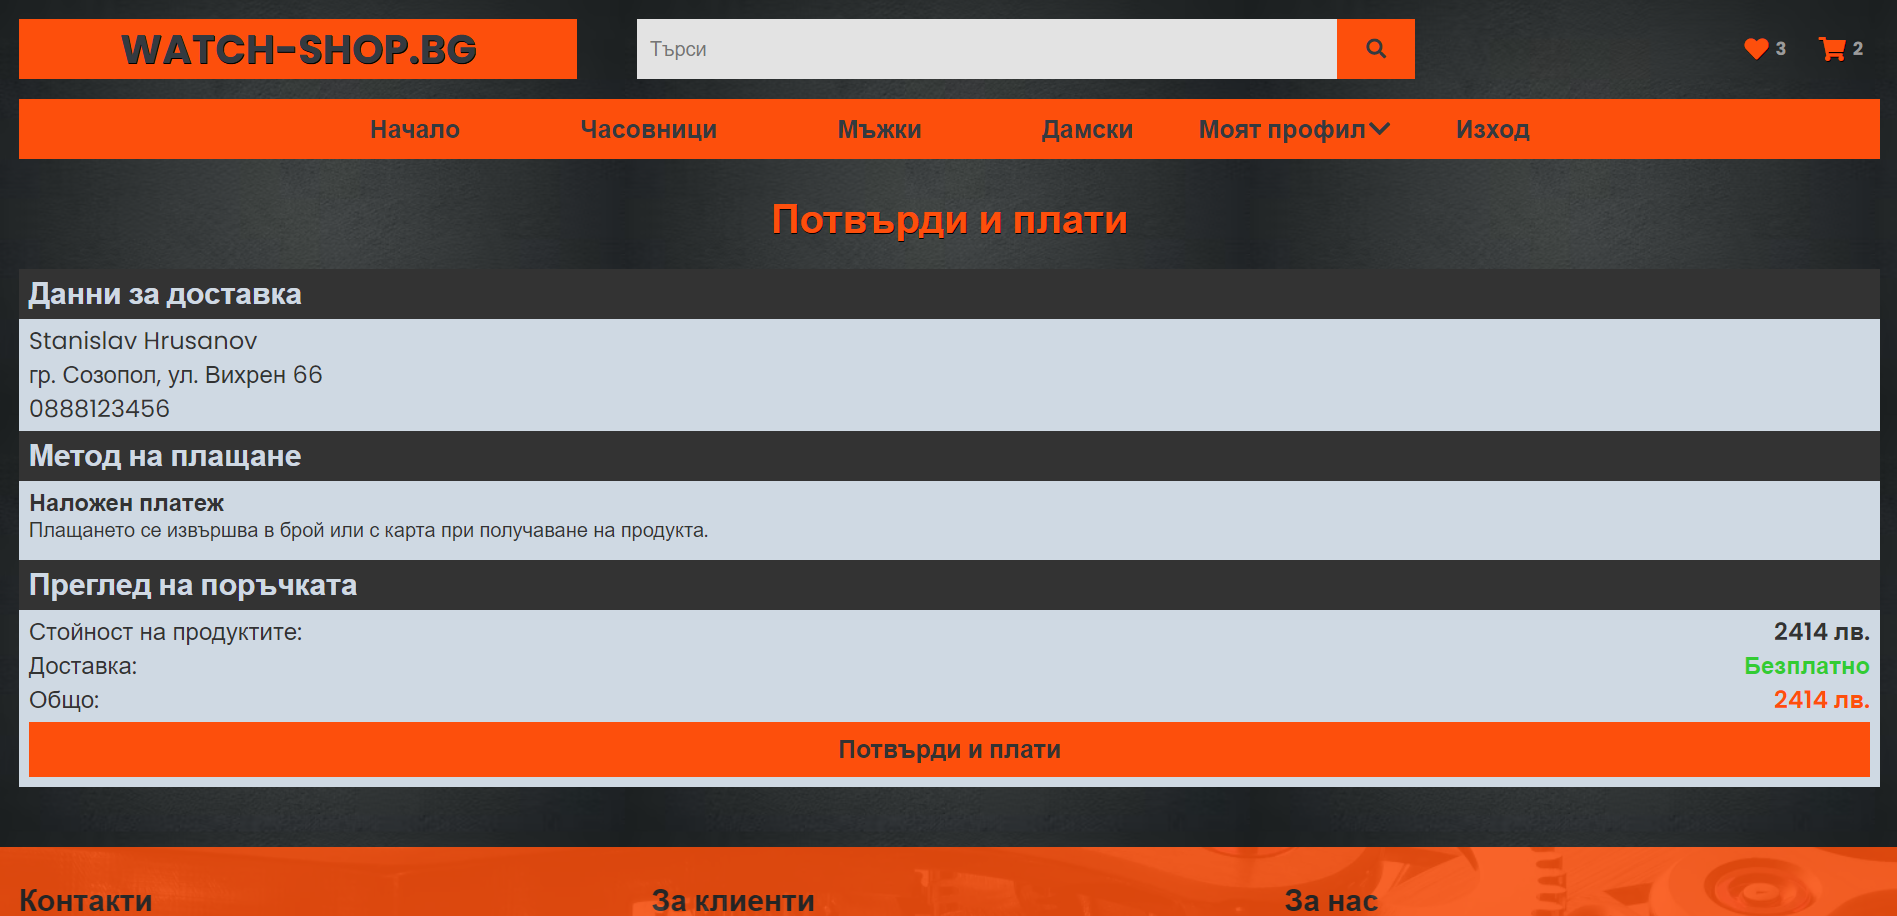 WATCH-SHOP.BG
Търси
3
2
Начало
Часовници
Мъжки
Дамски
Моят профил
Изход
Потвърди и плати
Данни за доставка
Stanislav Hrusanov
гр. Созопол, ул. Вихрен 66
0888123456
Метод на плащане
Наложен платеж
Плащането се извършва в брой или с карта при получаване на продукта.
Преглед на поръчката
Стойност на продуктите: 2414 лв.
Доставка: Безплатно
Общо: 2414 лв.
Потвърди и плати
Контакти
За клиенти
За нас